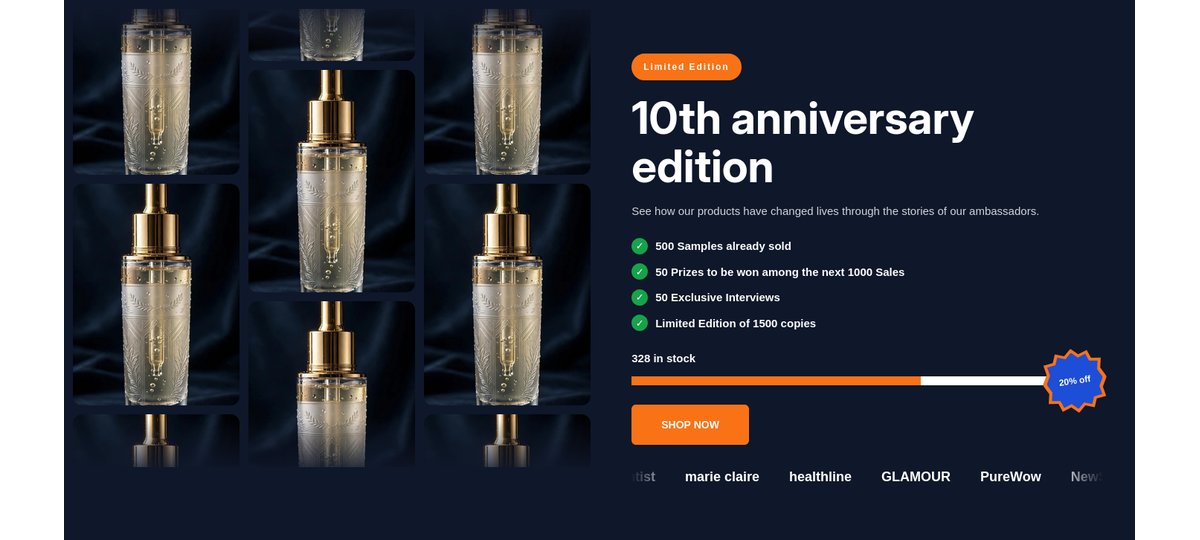 Limited Edition
10th anniversary
edition
See how our products have changed lives through the stories of our ambassadors.
500 Samples already sold
50 Prizes to be won among the next 1000 Sales
50 Exclusive Interviews
Limited Edition of 1500 copies
328 in stock
20% off
SHOP NOW
marie claire healthline GLAMOUR PureWow